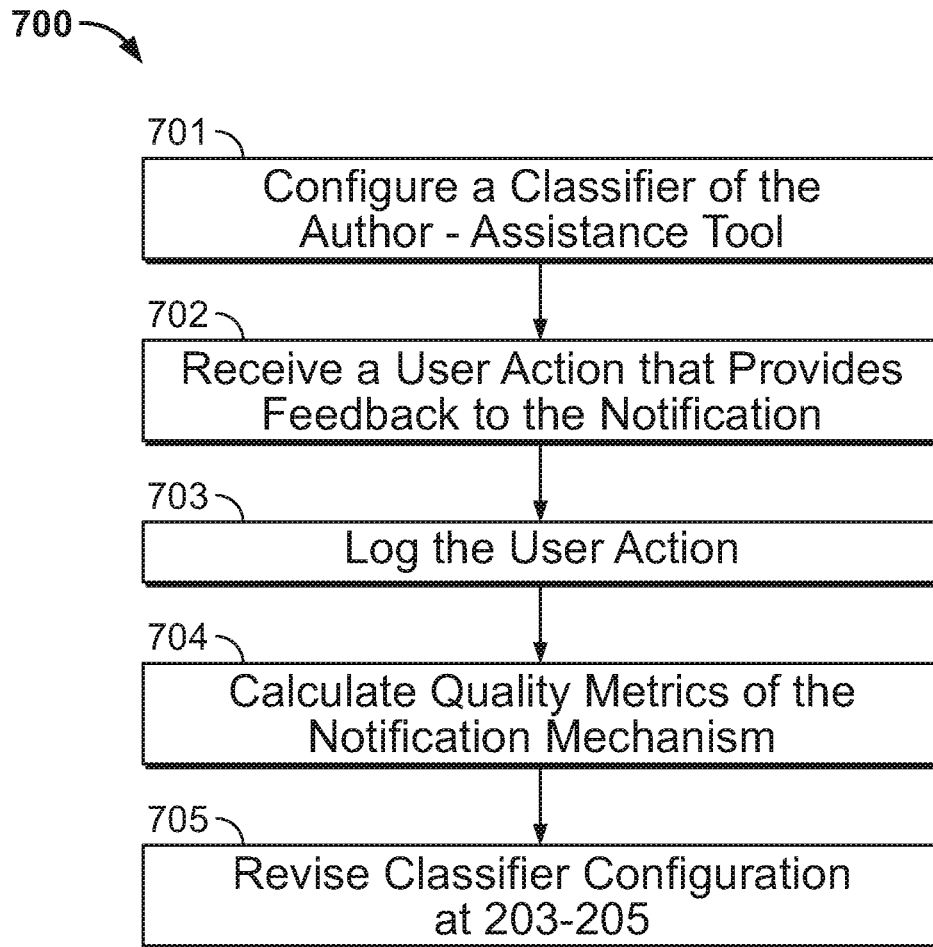 700
701
Configure a Classifier of the
Author - Assistance Tool
702
Receive a User Action that Provides
Feedback to the Notification
703
Log the User Action
704
Calculate Quality Metrics of the
Notification Mechanism
705
Revise Classifier Configuration
at 203-205